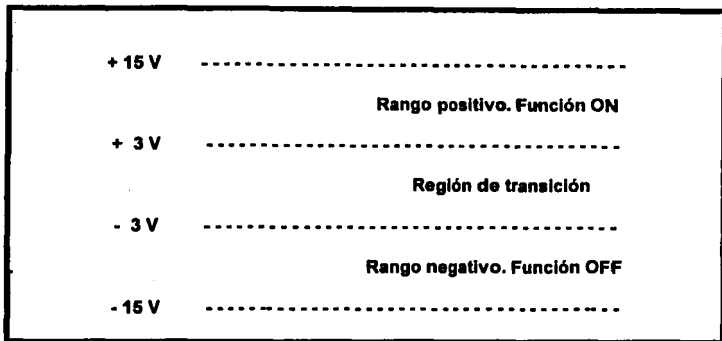 + 15 V
Rango positivo. Función ON
+ 3 V
Región de transición
- 3 V
Rango negativo. Función OFF
- 15 V